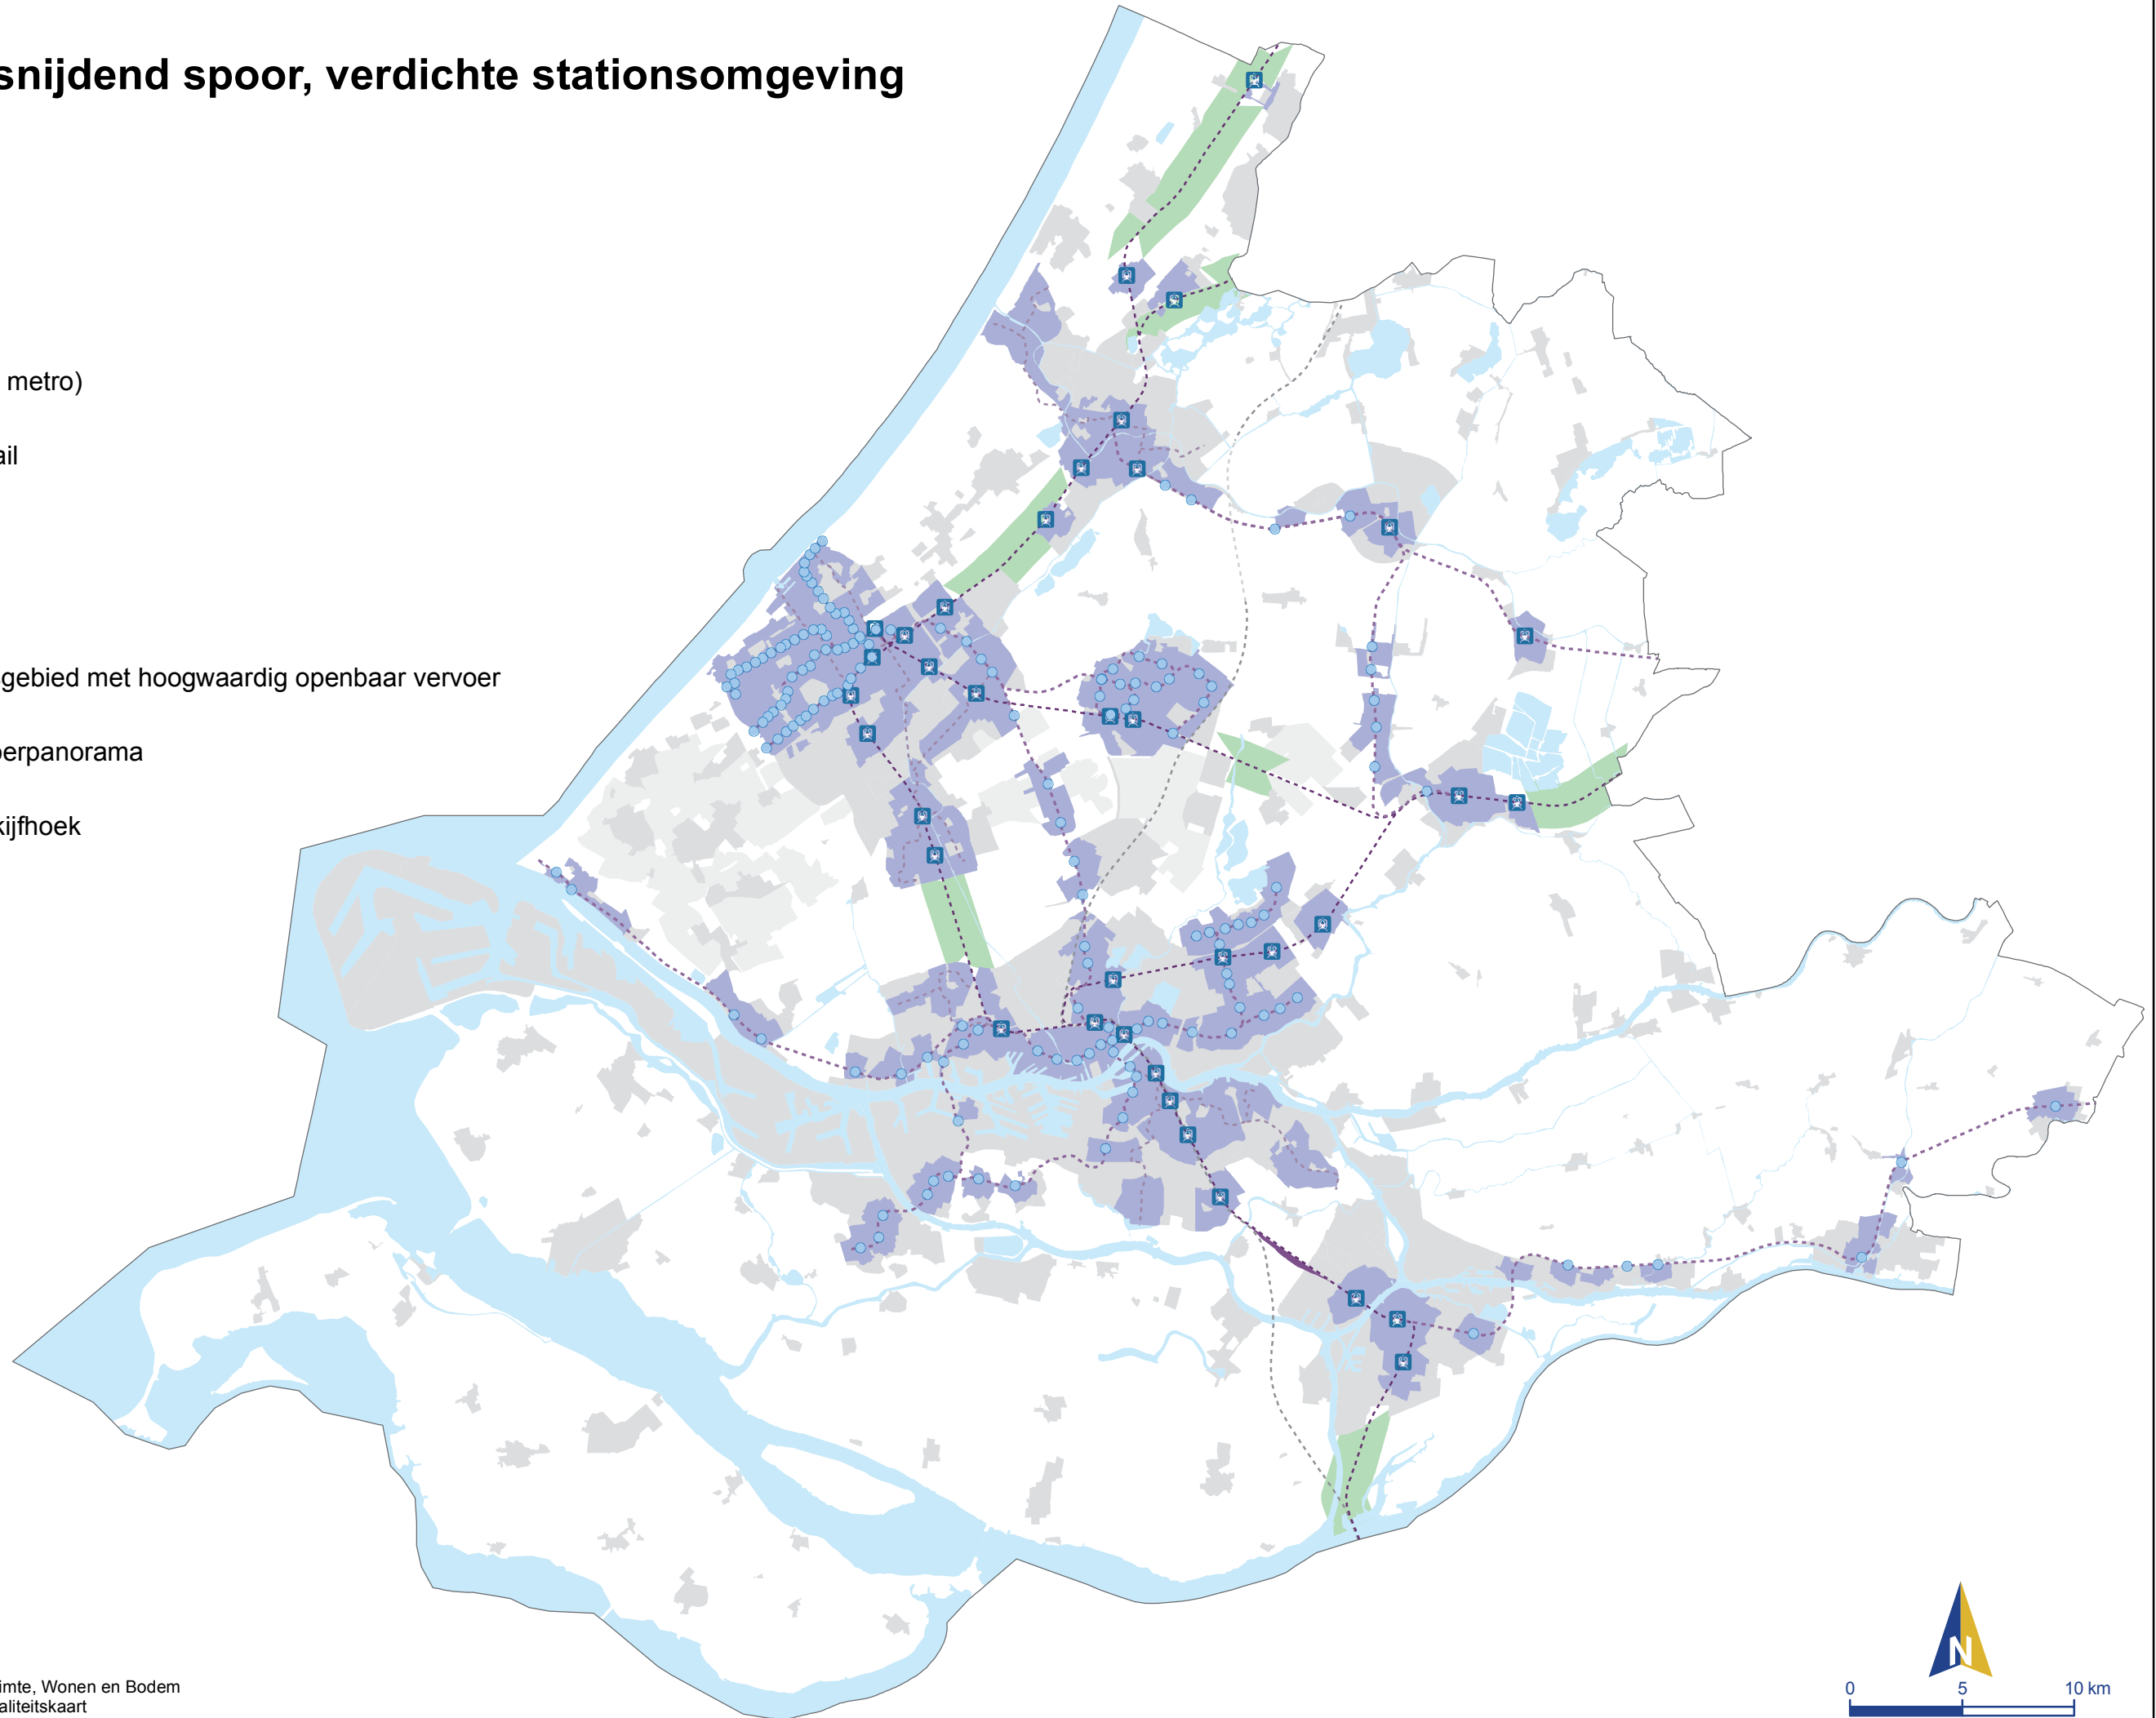 snijdend spoor, verdichte stationsomgeving
metro)
ail
gebied met hoogwaardig openbaar vervoer
oerpanorama
kijfhoek
imte, Wonen en Bodem
aliteitskaart
N
0 5 10 km